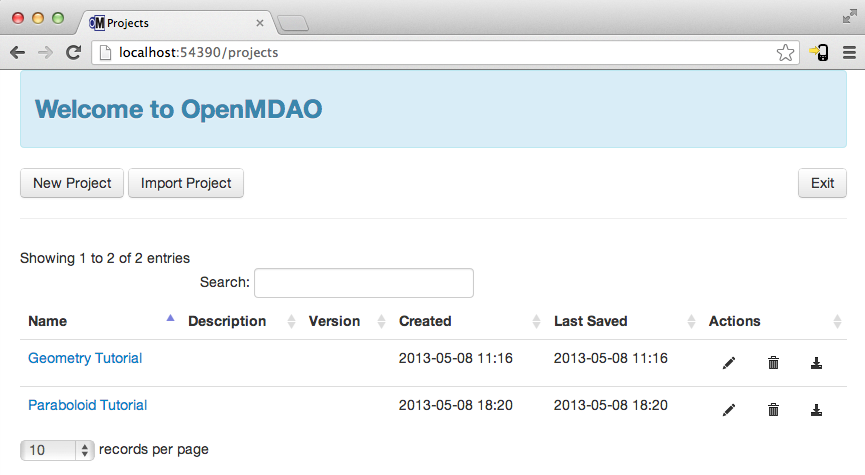 OM Projects
localhost:54390/projects
Welcome to OpenMDAO
New Project Import Project Exit
Showing 1 to 2 of 2 entries
Search:
Name Description Version Created Last Saved Actions
Geometry Tutorial 2013-05-08 11:16 2013-05-08 11:16
Paraboloid Tutorial 2013-05-08 18:20 2013-05-08 18:20
10 records per page